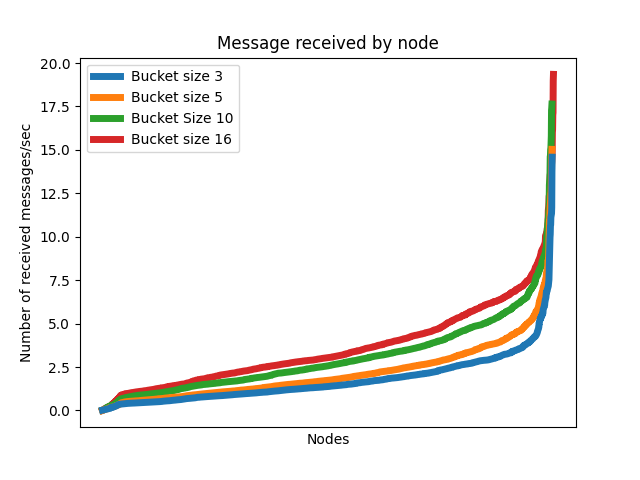 Message received by node
Bucket size 3
Bucket size 5
Bucket Size 10
Bucket size 16
Number of received messages/sec
20.0
17.5
15.0
12.5
10.0
7.5
5.0
2.5
0.0
Nodes